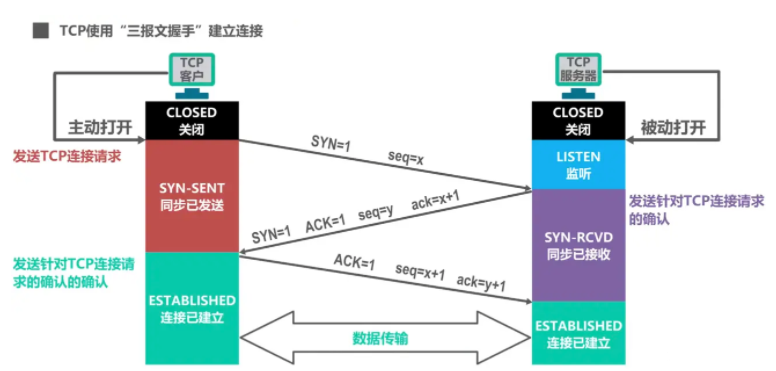 TCP使用“三报文握手”建立连接
TCP
客户
TCP
服务器
CLOSED
关闭
CLOSED
关闭
主动打开
被动打开
发送TCP连接请求
SYN=1 seq=x
LISTEN
监听
SYN-SENT
同步已发送
发送针对TCP连接请求
的确认
SYN=1 ACK=1 seq=y ack=x+1
SYN-RCVD
同步已接收
发送针对TCP连接请
求的确认的确认
ACK=1 seq=x+1 ack=y+1
ESTABLISHED
连接已建立
数据传输
ESTABLISHED
连接已建立